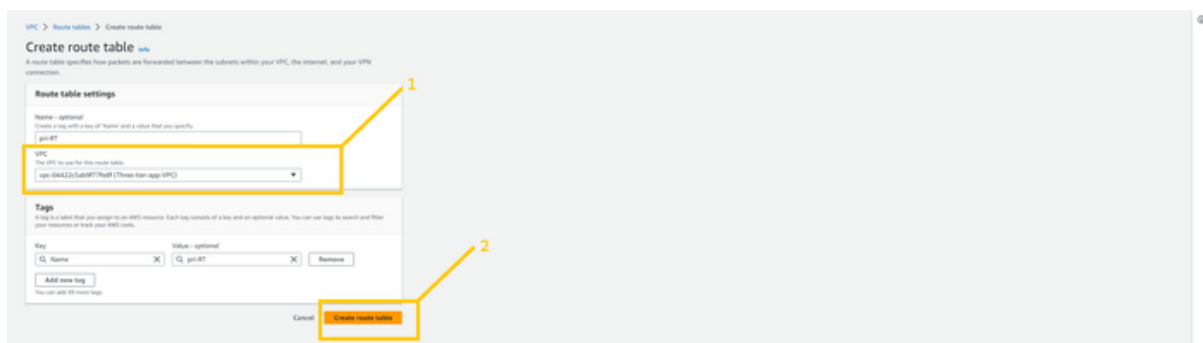 VPC > Route tables > Create route table
Create route table Info
A route table specifies how packets are forwarded between the subnets within your VPC, the internet, and your VPN
connection.
1
Route table settings
Name - optional
Create a tag with a key of 'Name' and a value that you specify.
pri-RT
VPC
The VPC to use for this route table.
(Three-tier-app-VPC)
Tags
A tag is a label that you assign to an AWS resource. Each tag consists of a key and an optional value. You can use tags to search and filter
your resources or track your AWS costs.
Key Value - optional
Name pri-RT Remove
2
Add new tag
You can add 49 more tags.
Cancel Create route table